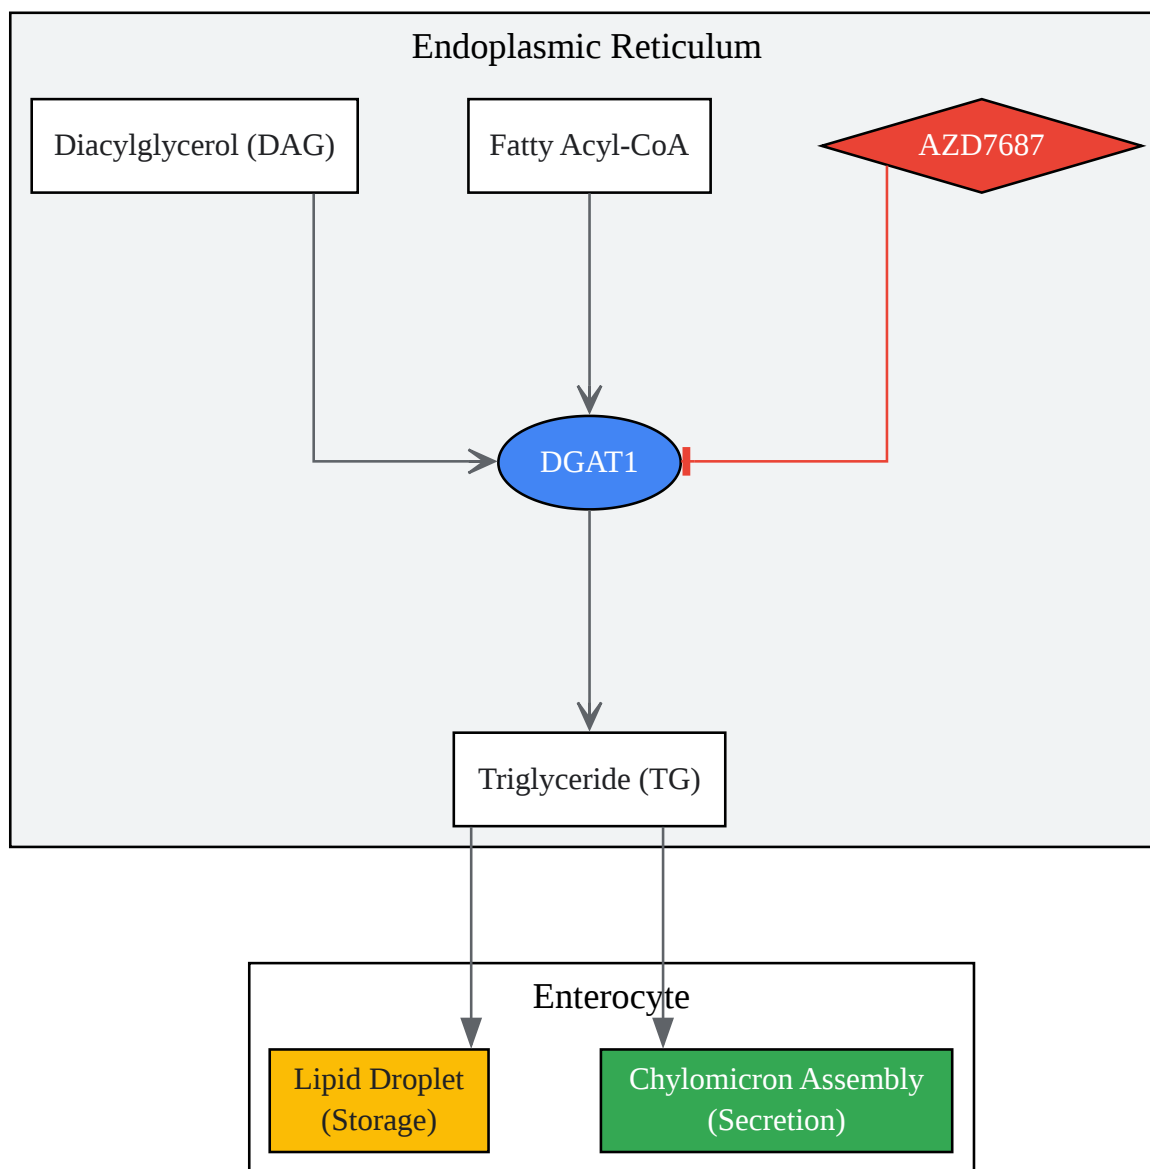 Endoplasmic Reticulum
Diacylglycerol (DAG)
Fatty Acyl-CoA
AZD7687
DGAT1
Triglyceride (TG)
Enterocyte
Lipid Droplet
(Storage)
Chylomicron Assembly
(Secretion)